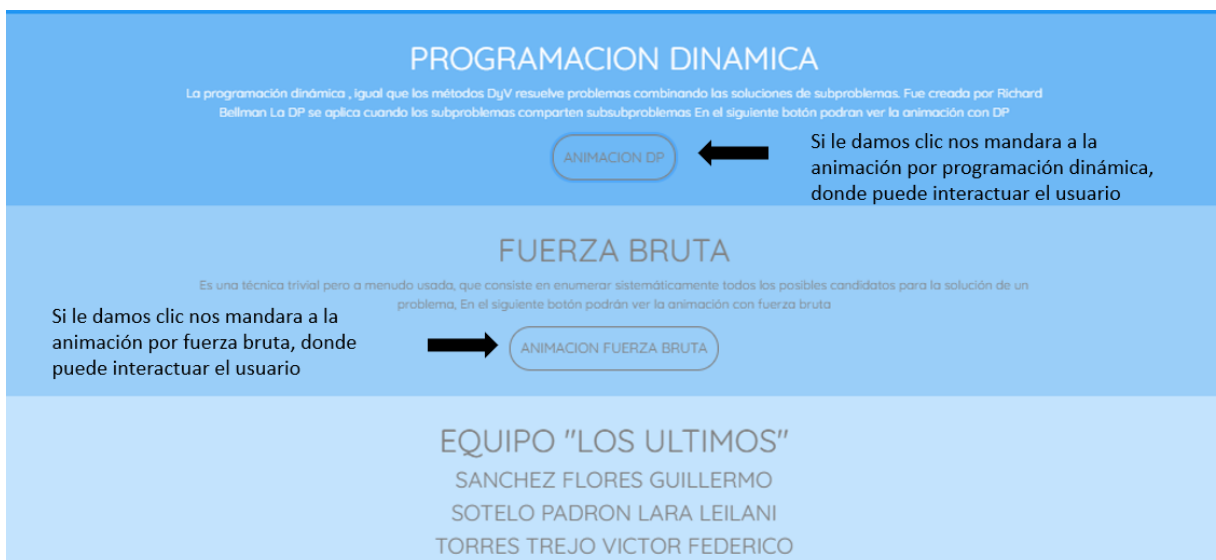 PROGRAMACION DINAMICA
La programación dinámica , igual que los métodos DyV resuelve problemas combinando las soluciones de subproblemas. Fue creada por Richard
Bellman La DP se aplica cuando los subproblemas comparten subsubproblemas En el siguiente botón podran ver la animación con DP
ANIMACION DP
Si le damos clic nos mandara a la
animación por programación dinámica,
donde puede interactuar el usuario
FUERZA BRUTA
Es una técnica trivial pero a menudo usada, que consiste en enumerar sistemáticamente todos los posibles candidatos para la solución de un
problema, En el siguiente botón podrán ver la animación con fuerza bruta
Si le damos clic nos mandara a la
animación por fuerza bruta, donde
puede interactuar el usuario
ANIMACION FUERZA BRUTA
EQUIPO "LOS ULTIMOS"
SANCHEZ FLORES GUILLERMO
SOTELO PADRON LARA LEILANI
TORRES TREJO VICTOR FEDERICO